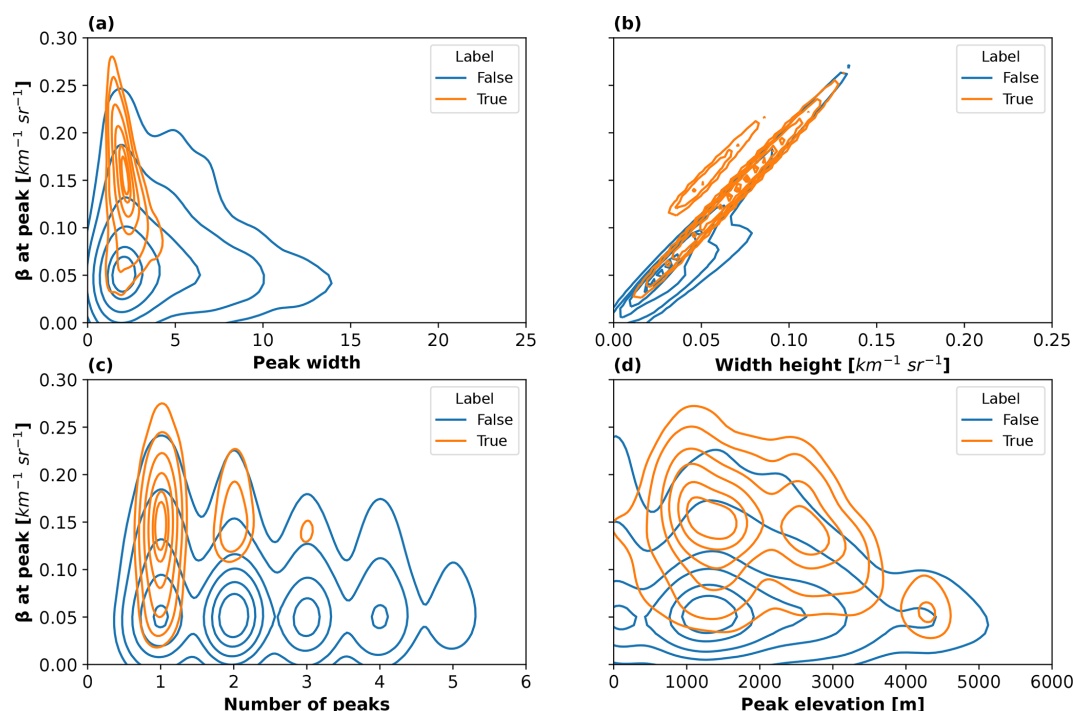 (a)
(b)
Label
False
True
Label
False
True
0.30
0.25
0.20
0.15
0.10
0.05
0.00
β at peak [km⁻¹ sr⁻¹]
0 5 10 15 20 25
0.00 0.05 0.10 0.15 0.20 0.25
Peak width
Width height [km⁻¹ sr⁻¹]
(c)
(d)
Label
False
True
Label
False
True
0.30
0.25
0.20
0.15
0.10
0.05
0.00
β at peak [km⁻¹ sr⁻¹]
0 1 2 3 4 5 6
0 1000 2000 3000 4000 5000 6000
Number of peaks
Peak elevation [m]